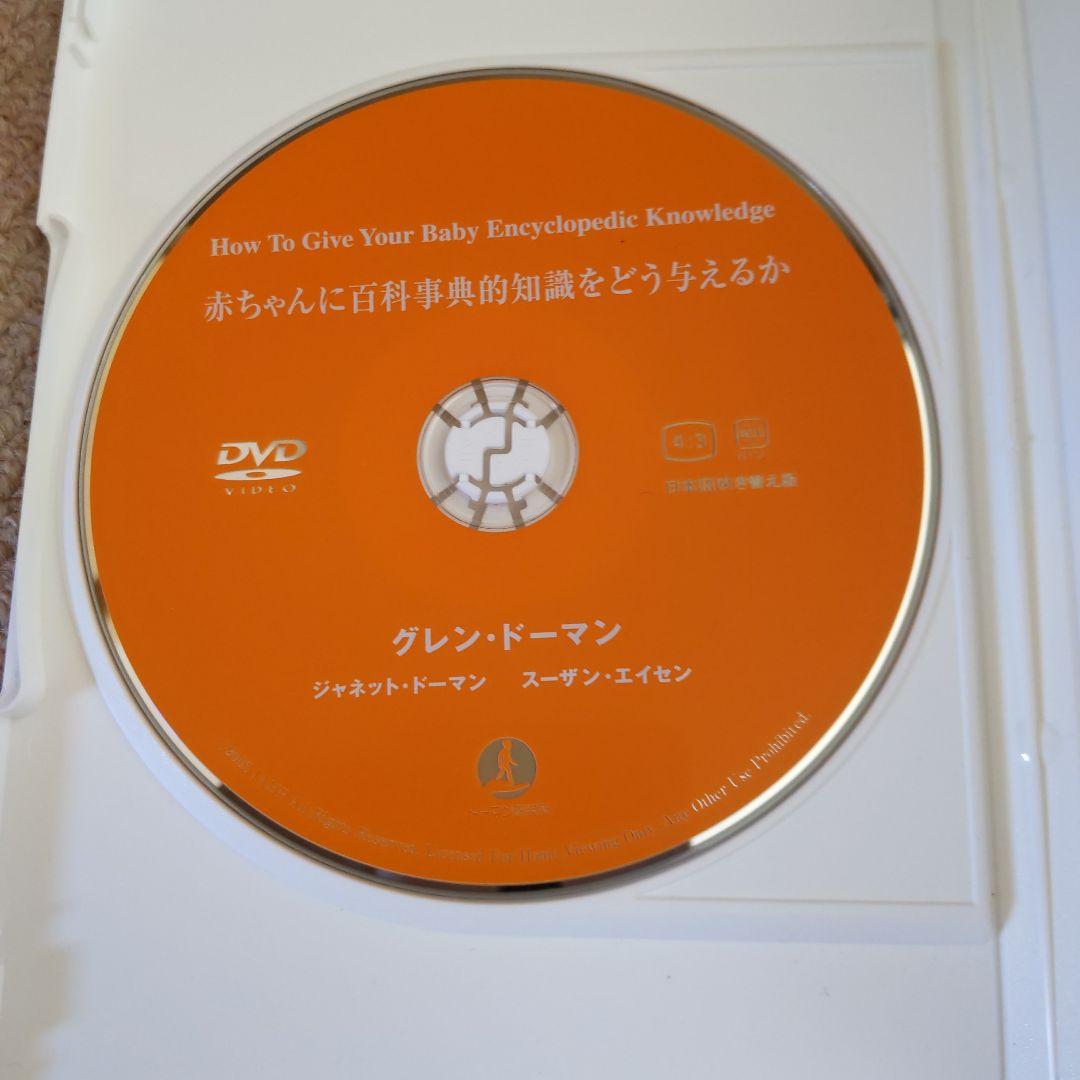 How To Give Your Baby Encyclopedic Knowledge
赤ちゃんに百科事典的知識をどう与えるか
DVD
VIDEO
4:3
日本語吹き替え版
グレン・ドーマン
ジャネット・ドーマン スーザン・エイセン
All Rights Reserved. Licensed For Home Viewing Only. Any Other Use Prohibited.